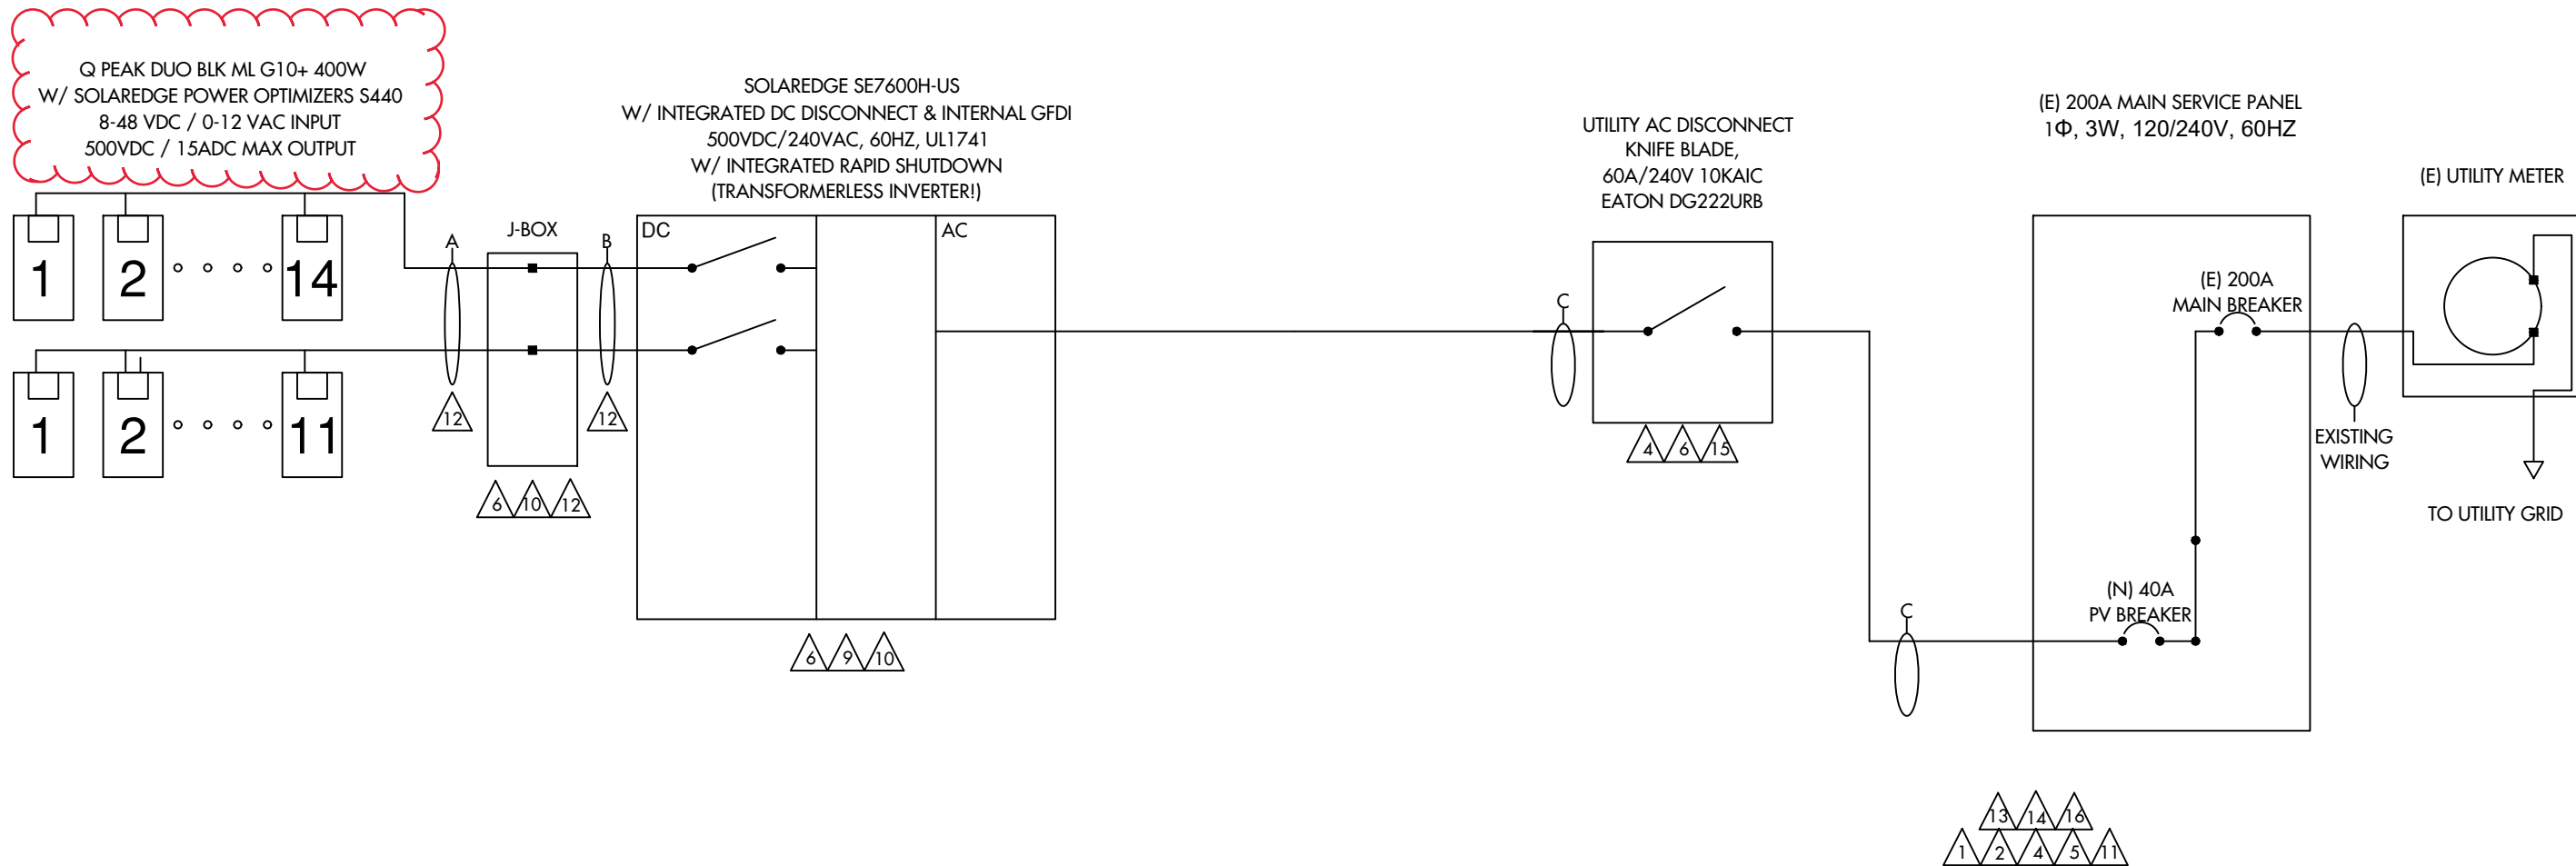 Q PEAK DUO BLK ML G10+ 400W
W/ SOLAREDGE POWER OPTIMIZERS S440
8-48 VDC / 0-12 VAC INPUT
500VDC / 15ADC MAX OUTPUT
SOLAREDGE SE7600H-US
W/ INTEGRATED DC DISCONNECT & INTERNAL GFDI
500VDC/240VAC, 60HZ, UL1741
W/ INTEGRATED RAPID SHUTDOWN
(TRANSFORMERLESS INVERTER!)
UTILITY AC DISCONNECT
KNIFE BLADE,
60A/240V 10KAIC
EATON DG222URB
(E) 200A MAIN SERVICE PANEL
1Φ, 3W, 120/240V, 60HZ
(E) UTILITY METER
1 2 14
A
J-BOX
B
DC
AC
1 2 11
12
12
6 10 12
6 9 10
C
4 6 15
C
(E) 200A
MAIN BREAKER
(N) 40A
PV BREAKER
EXISTING
WIRING
TO UTILITY GRID
13 14 16
1 2 4 5 11